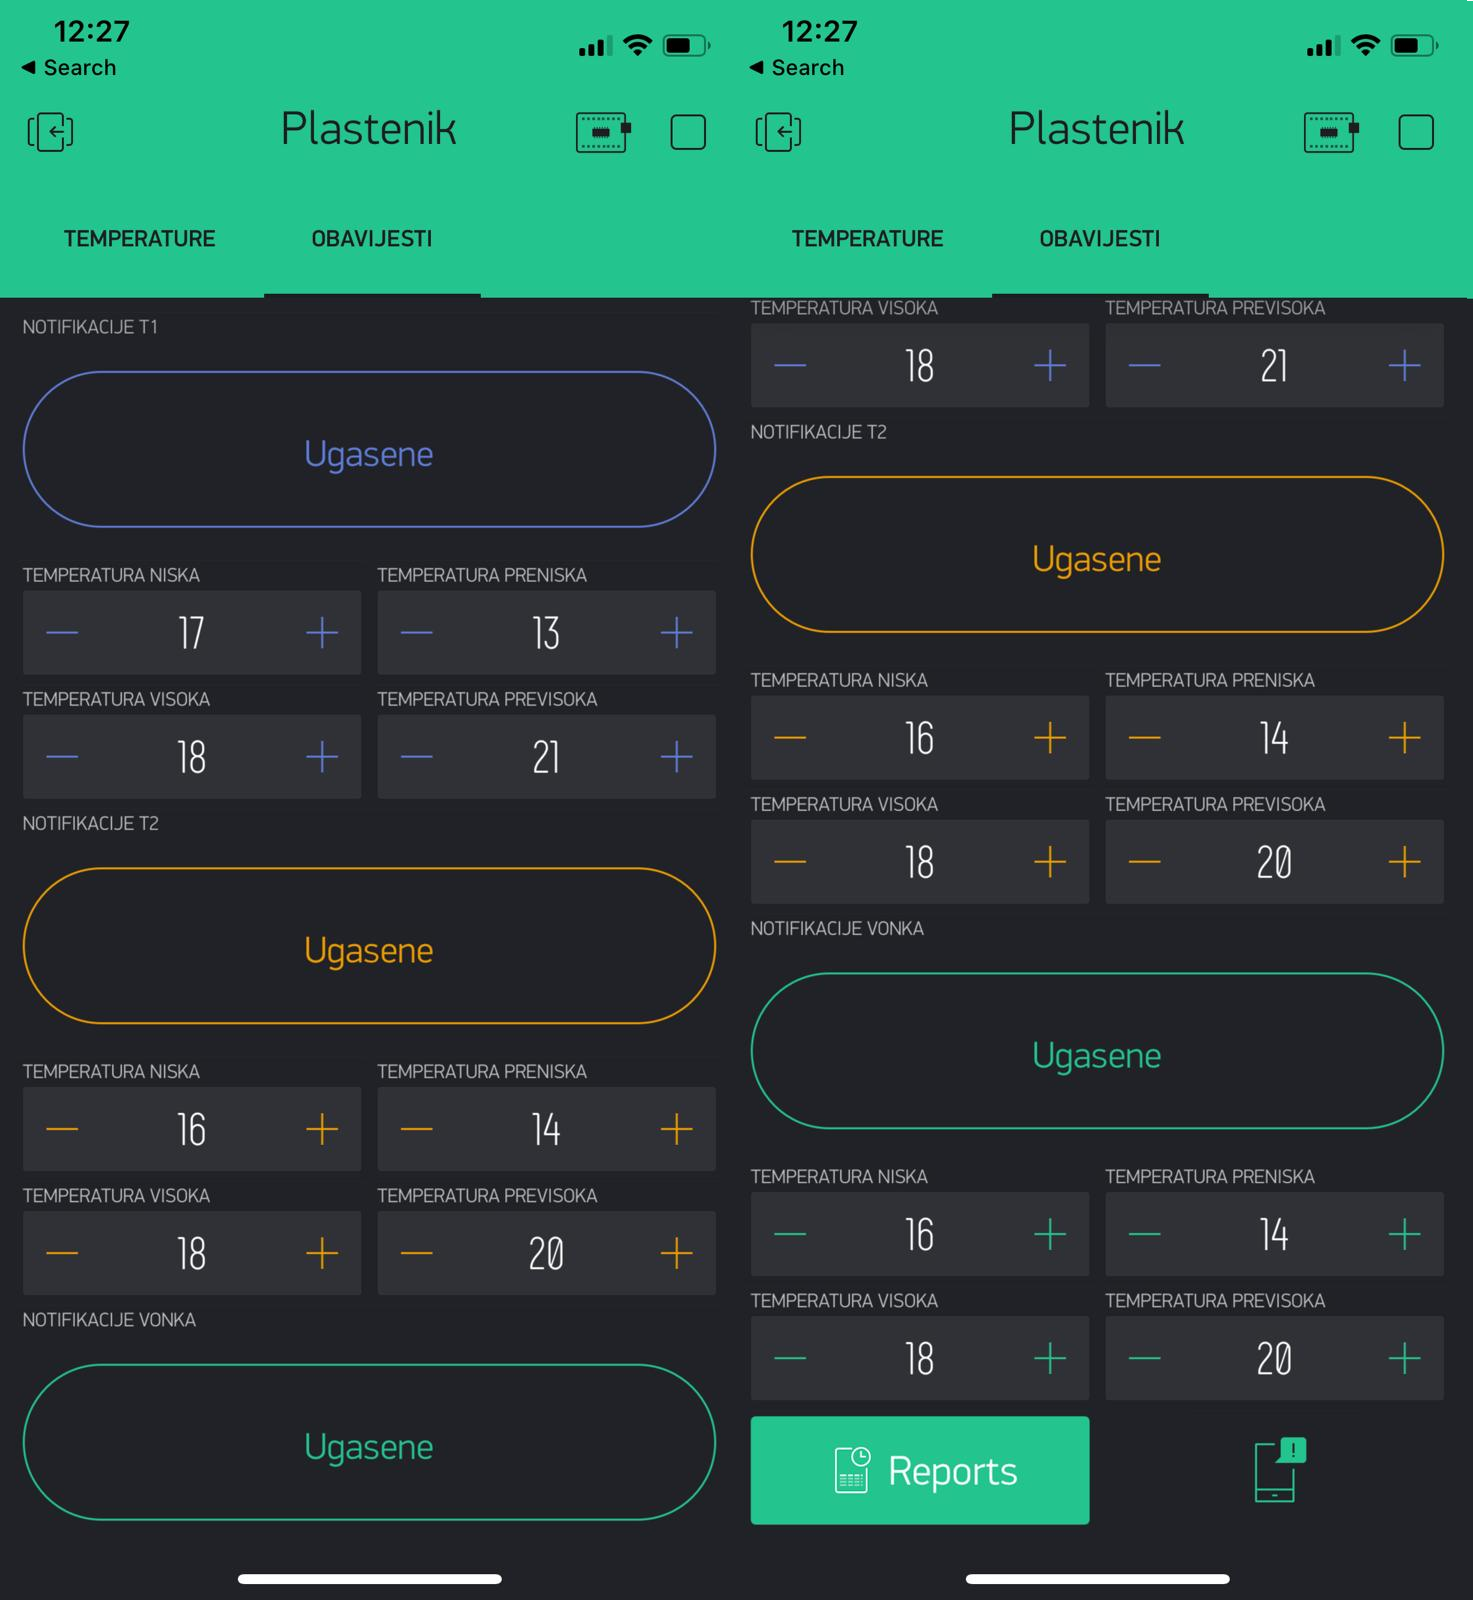 12:27
Search
Plastenik
TEMPERATURE OBAVIJESTI
NOTIFIKACIJE T1
Ugasene
TEMPERATURA NISKA TEMPERATURA PRENISKA
— 17 + — 13 +
TEMPERATURA VISOKA TEMPERATURA PREVISOKA
— 18 + — 21 +
NOTIFIKACIJE T2
Ugasene
TEMPERATURA NISKA TEMPERATURA PRENISKA
— 16 + — 14 +
TEMPERATURA VISOKA TEMPERATURA PREVISOKA
— 18 + — 20 +
NOTIFIKACIJE VONKA
Ugasene
12:27
Search
Plastenik
TEMPERATURE OBAVIJESTI
TEMPERATURA VISOKA TEMPERATURA PREVISOKA
— 18 + — 21 +
NOTIFIKACIJE T2
Ugasene
TEMPERATURA NISKA TEMPERATURA PRENISKA
— 16 + — 14 +
TEMPERATURA VISOKA TEMPERATURA PREVISOKA
— 18 + — 20 +
NOTIFIKACIJE VONKA
Ugasene
TEMPERATURA NISKA TEMPERATURA PRENISKA
— 16 + — 14 +
TEMPERATURA VISOKA TEMPERATURA PREVISOKA
— 18 + — 20 +
Reports